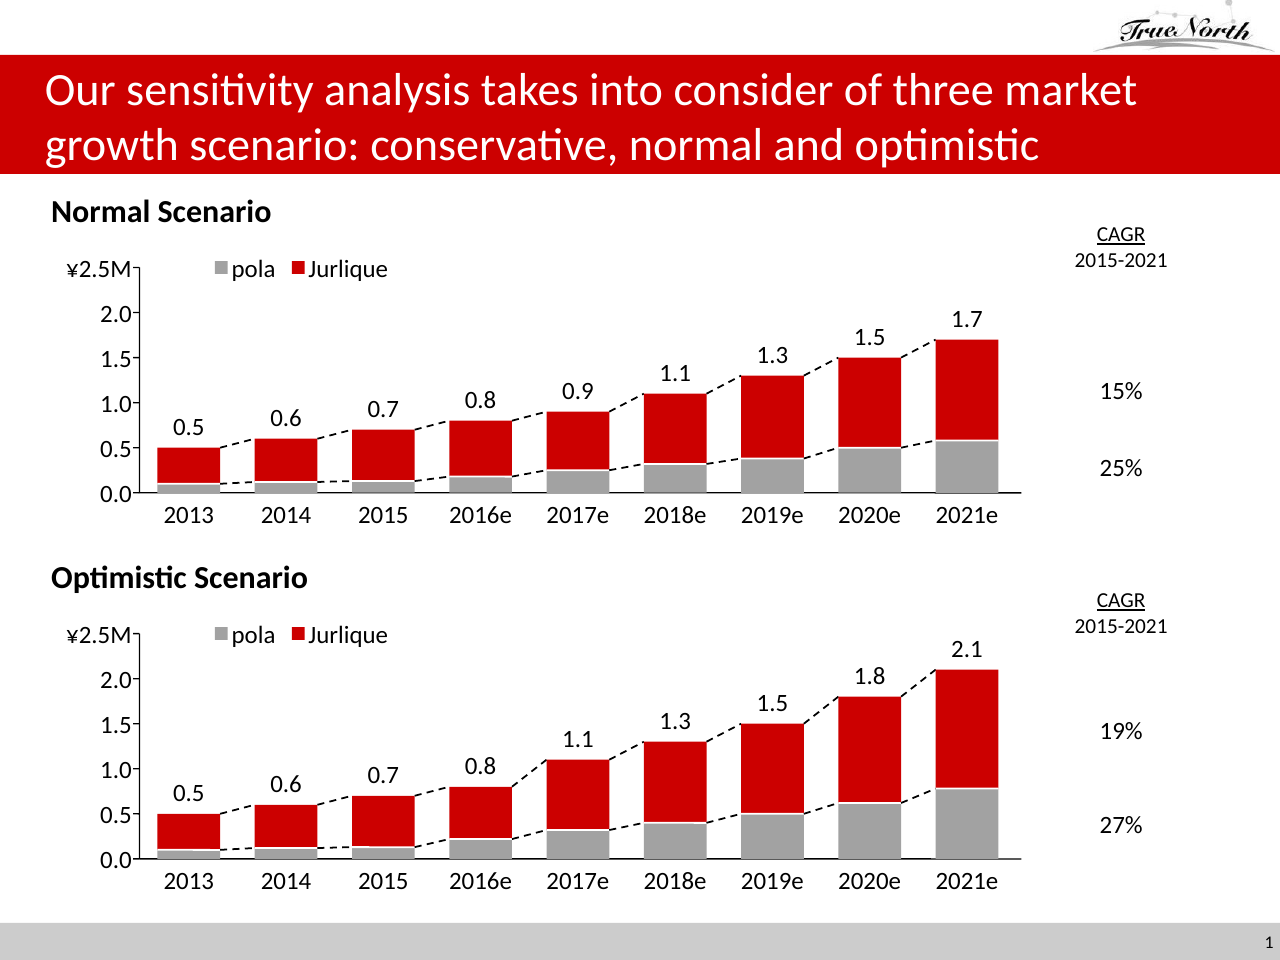 True North
Our sensitivity analysis takes into consider of three market
growth scenario: conservative, normal and optimistic
Normal Scenario
CAGR
2015-2021
¥2.5M
pola Jurlique
2.0
1.5
1.0
0.5
0.0
0.5 0.6 0.7 0.8 0.9 1.1 1.3 1.5 1.7
15%
25%
2013 2014 2015 2016e 2017e 2018e 2019e 2020e 2021e
Optimistic Scenario
CAGR
2015-2021
¥2.5M
pola Jurlique
2.0
1.5
1.0
0.5
0.0
0.5 0.6 0.7 0.8 1.1 1.3 1.5 1.8 2.1
19%
27%
2013 2014 2015 2016e 2017e 2018e 2019e 2020e 2021e
1